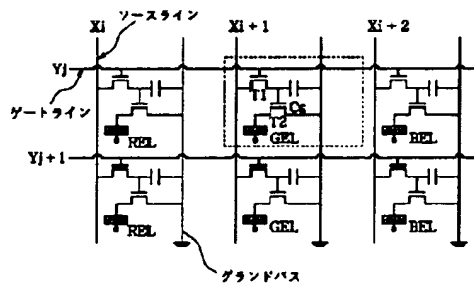 ソースライン
Xi Xi+1 Xi+2
Yj
ゲートライン
T1
Cs
T2
REL GEL BEL
Yj+1
REL GEL BEL
グランドバス